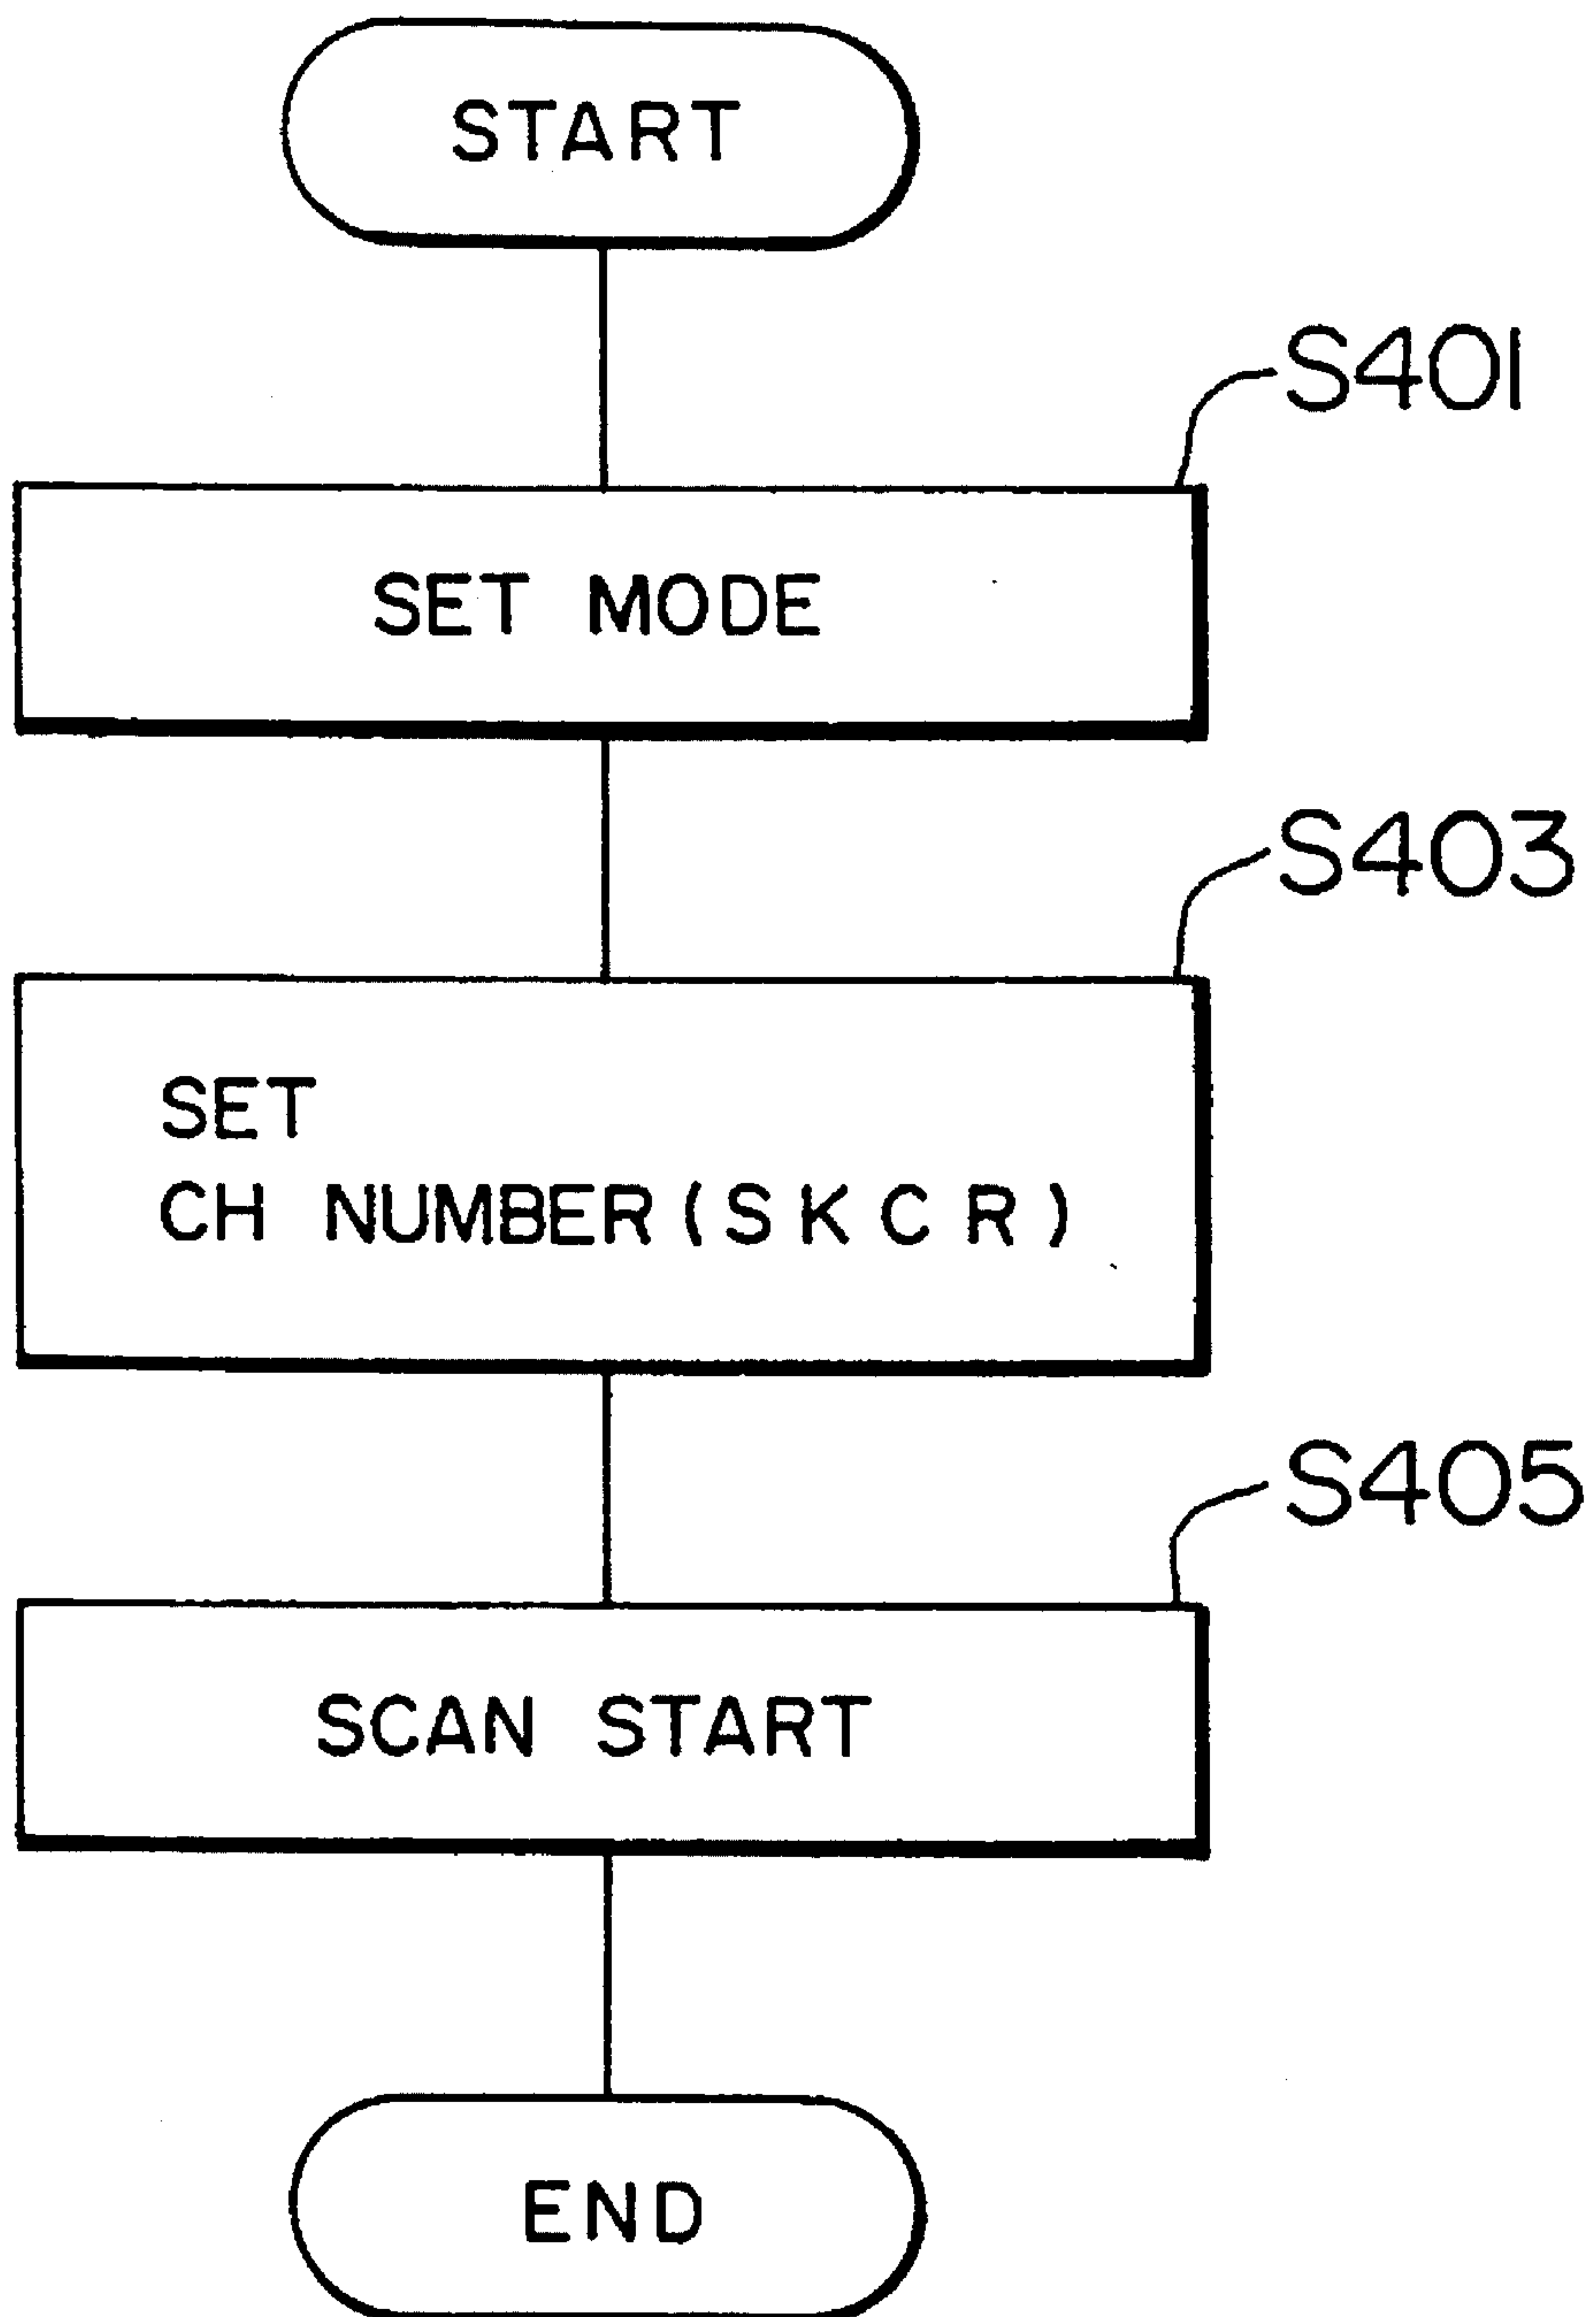 START
S401
SET MODE
S403
SET
CH NUMBER(SKCR)
S405
SCAN START
END